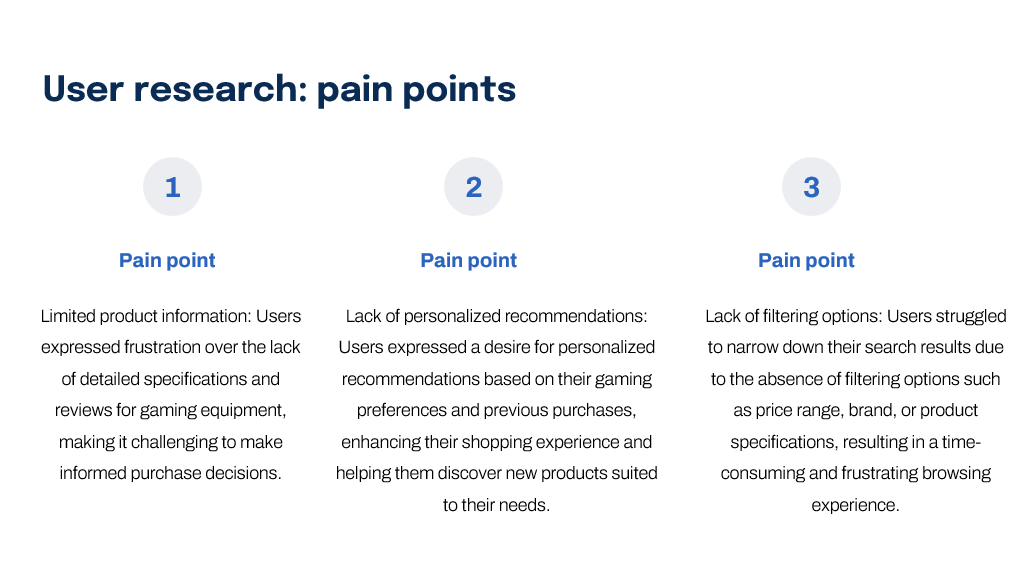 User research: pain points
1
Pain point
Limited product information: Users
expressed frustration over the lack
of detailed specifications and
reviews for gaming equipment,
making it challenging to make
informed purchase decisions.
2
Pain point
Lack of personalized recommendations:
Users expressed a desire for personalized
recommendations based on their gaming
preferences and previous purchases,
enhancing their shopping experience and
helping them discover new products suited
to their needs.
3
Pain point
Lack of filtering options: Users struggled
to narrow down their search results due
to the absence of filtering options such
as price range, brand, or product
specifications, resulting in a time-
consuming and frustrating browsing
experience.